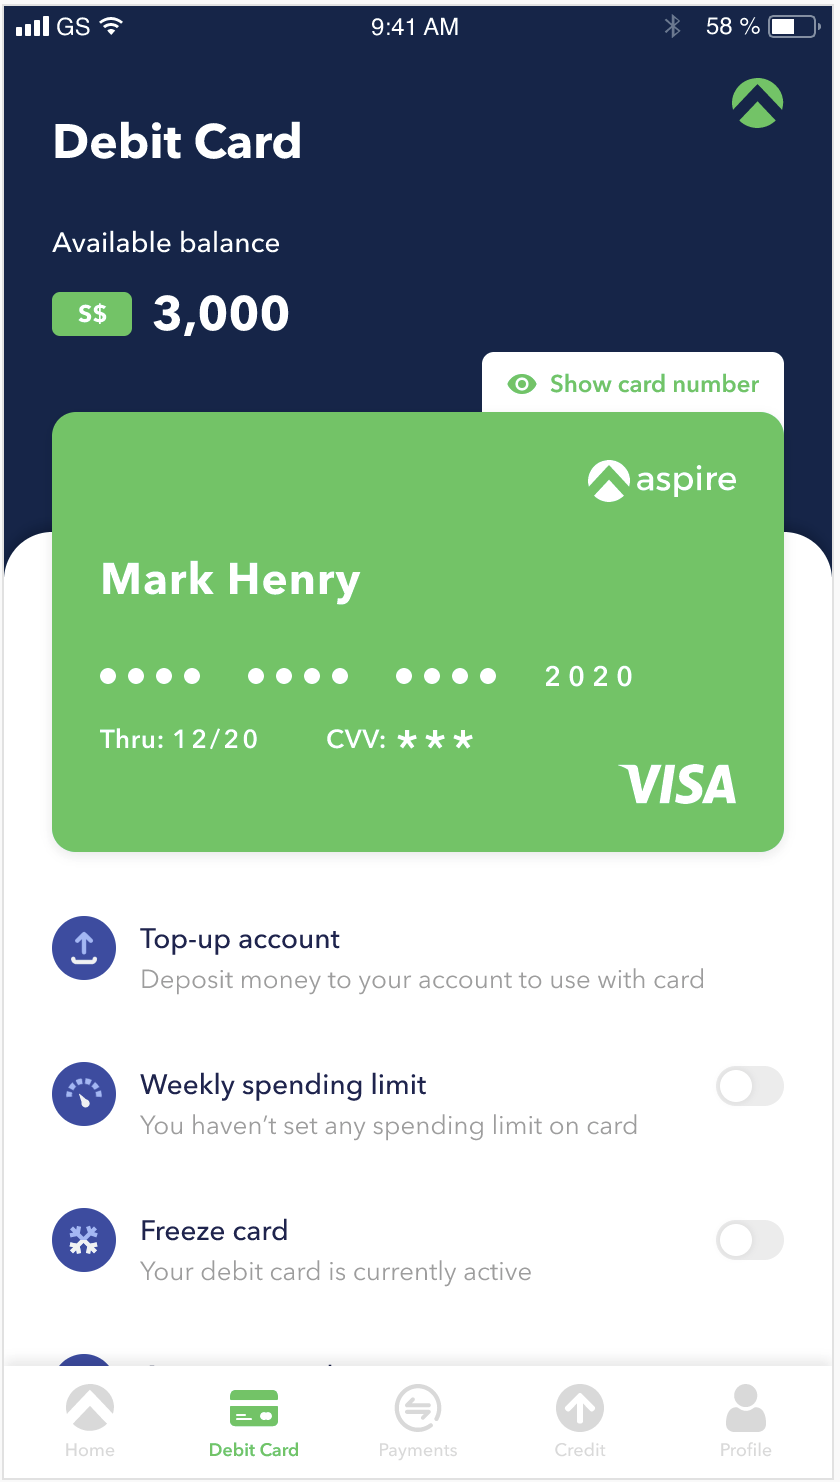 GS 9:41 AM 58 %
Debit Card
Available balance
S$ 3,000
Show card number
aspire
Mark Henry
•••• •••• •••• 2020
Thru: 12/20 CVV: ***
VISA
Top-up account
Deposit money to your account to use with card
Weekly spending limit
You haven’t set any spending limit on card
Freeze card
Your debit card is currently active
Home Debit Card Payments Credit Profile